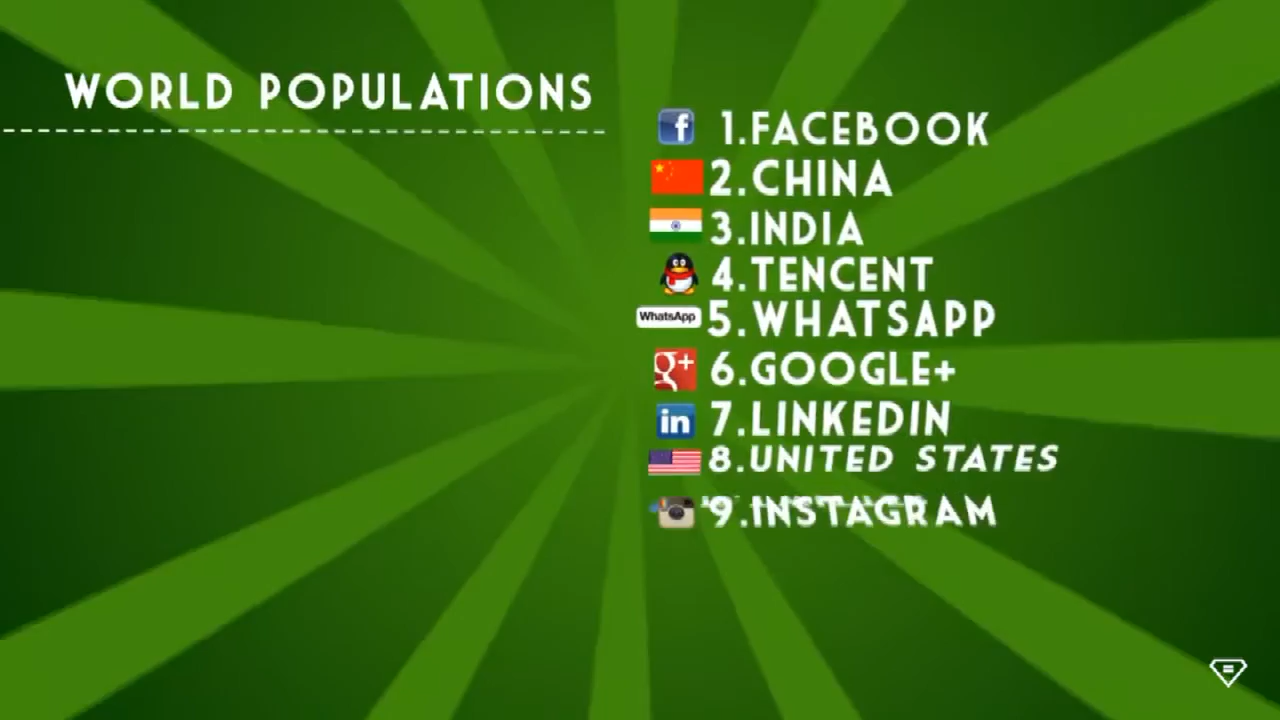 WORLD POPULATIONS
1.FACEBOOK
2.CHINA
3.INDIA
4.TENCENT
WhatsApp 5.WHATSAPP
g+ 6.GOOGLE+
in 7.LINKEDIN
8.UNITED STATES
9.INSTAGRAM